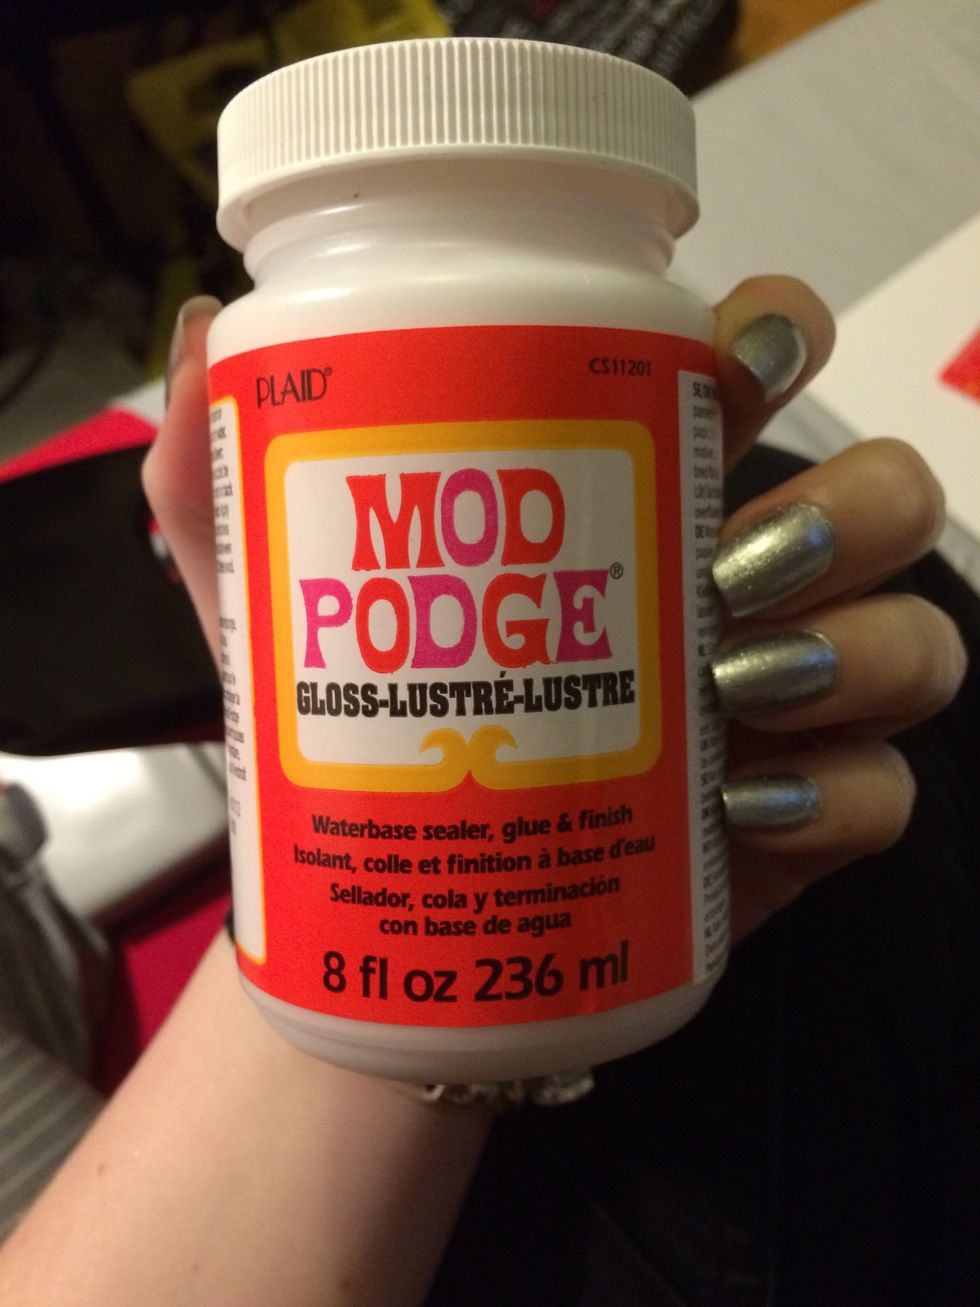 PLAID®
CS11201
MOD
PODGE®
GLOSS-LUSTRÉ-LUSTRE
Waterbase sealer, glue & finish
Isolant, colle et finition à base d'eau
Sellador, cola y terminación
con base de agua
8 fl oz 236 ml